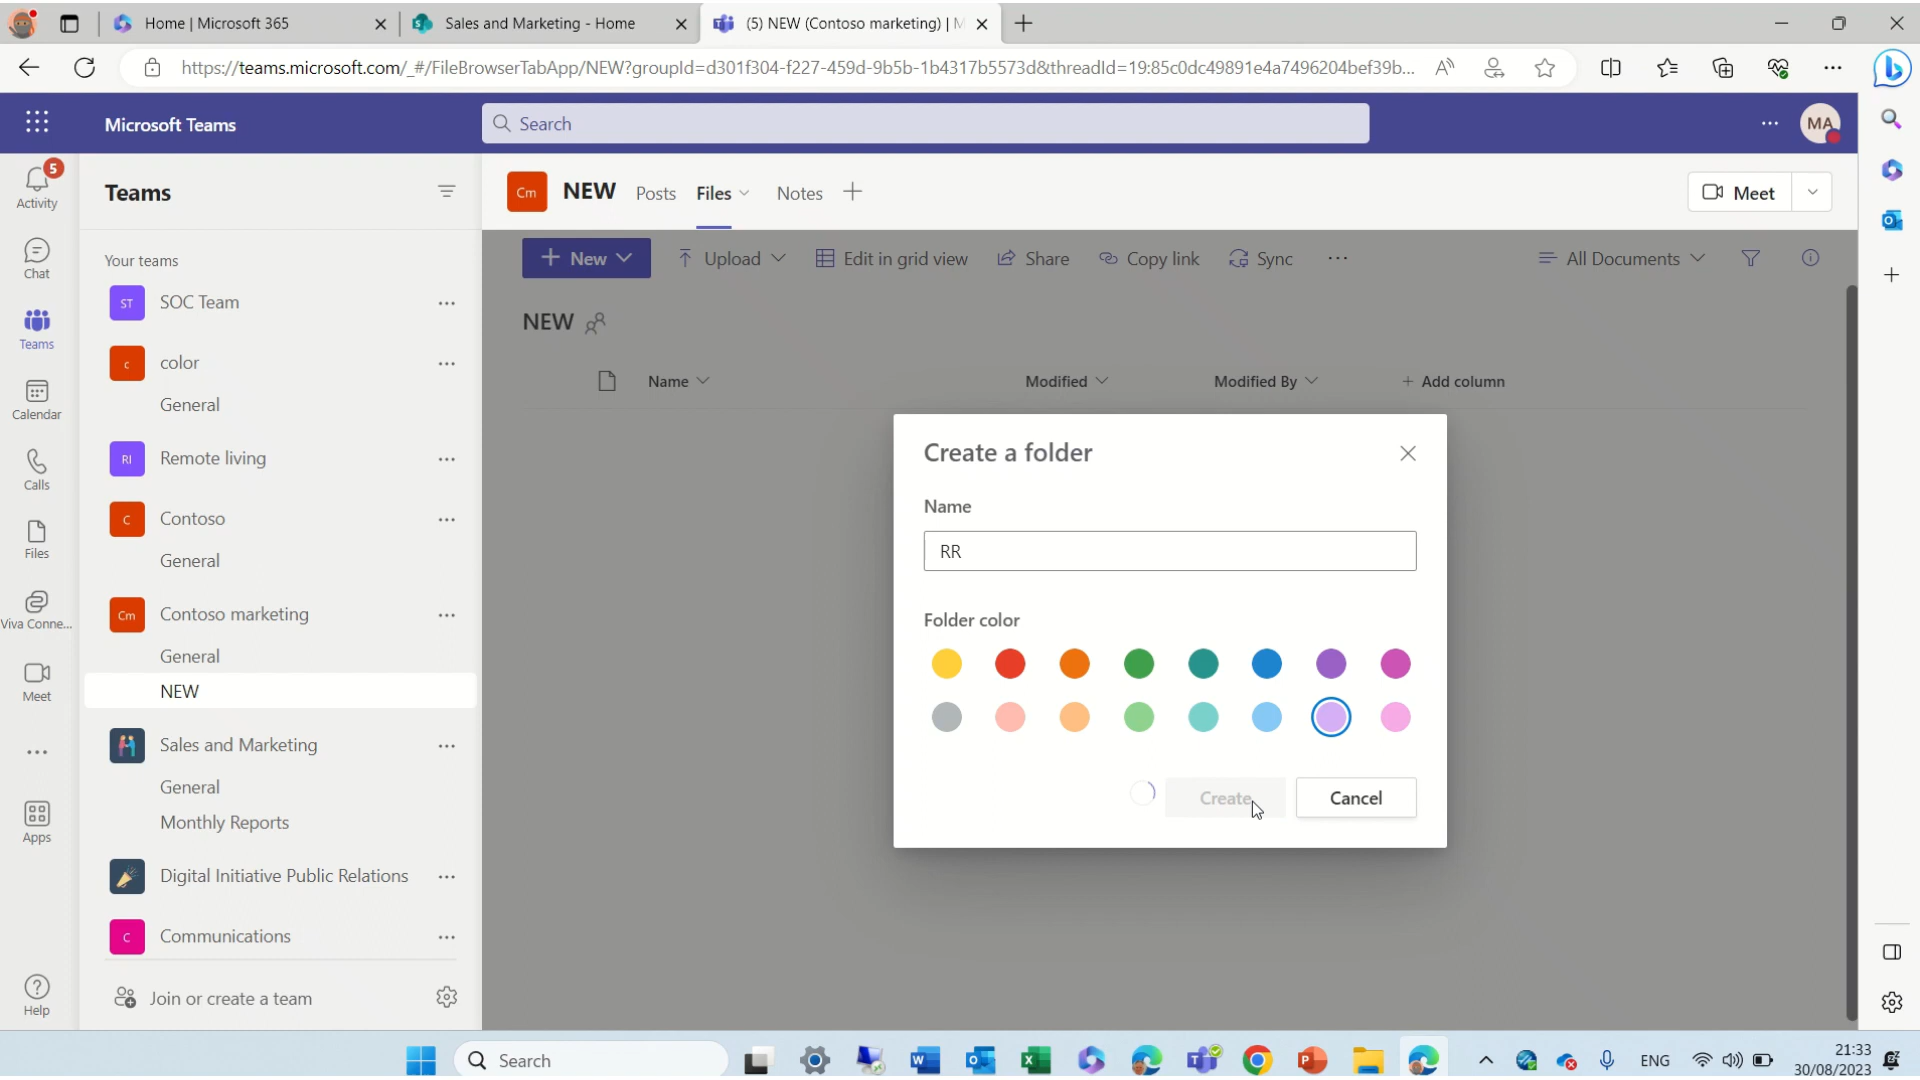 Home | Microsoft 365
Sales and Marketing - Home
(5) NEW (Contoso marketing) | M
https://teams.microsoft.com/_#/FileBrowserTabApp/NEW?groupId=d301f304-f227-459d-9b5b-1b4317b5573d&threadId=19:85c0dc49891e4a7496204bef39b...
Microsoft Teams
Search
MA
Activity
5
Chat
Teams
Calendar
Calls
Files
Viva Conne...
Meet
Apps
Help
Teams
Your teams
ST SOC Team
c color
General
RI Remote living
C Contoso
General
Cm Contoso marketing
General
NEW
Sales and Marketing
General
Monthly Reports
Digital Initiative Public Relations
C Communications
Join or create a team
Cm NEW Posts Files Notes
Meet
New Upload Edit in grid view Share Copy link Sync All Documents
NEW
Name Modified Modified By Add column
Create a folder
Name
RR
Folder color
Create Cancel
Search
ENG
21:33
30/08/2023